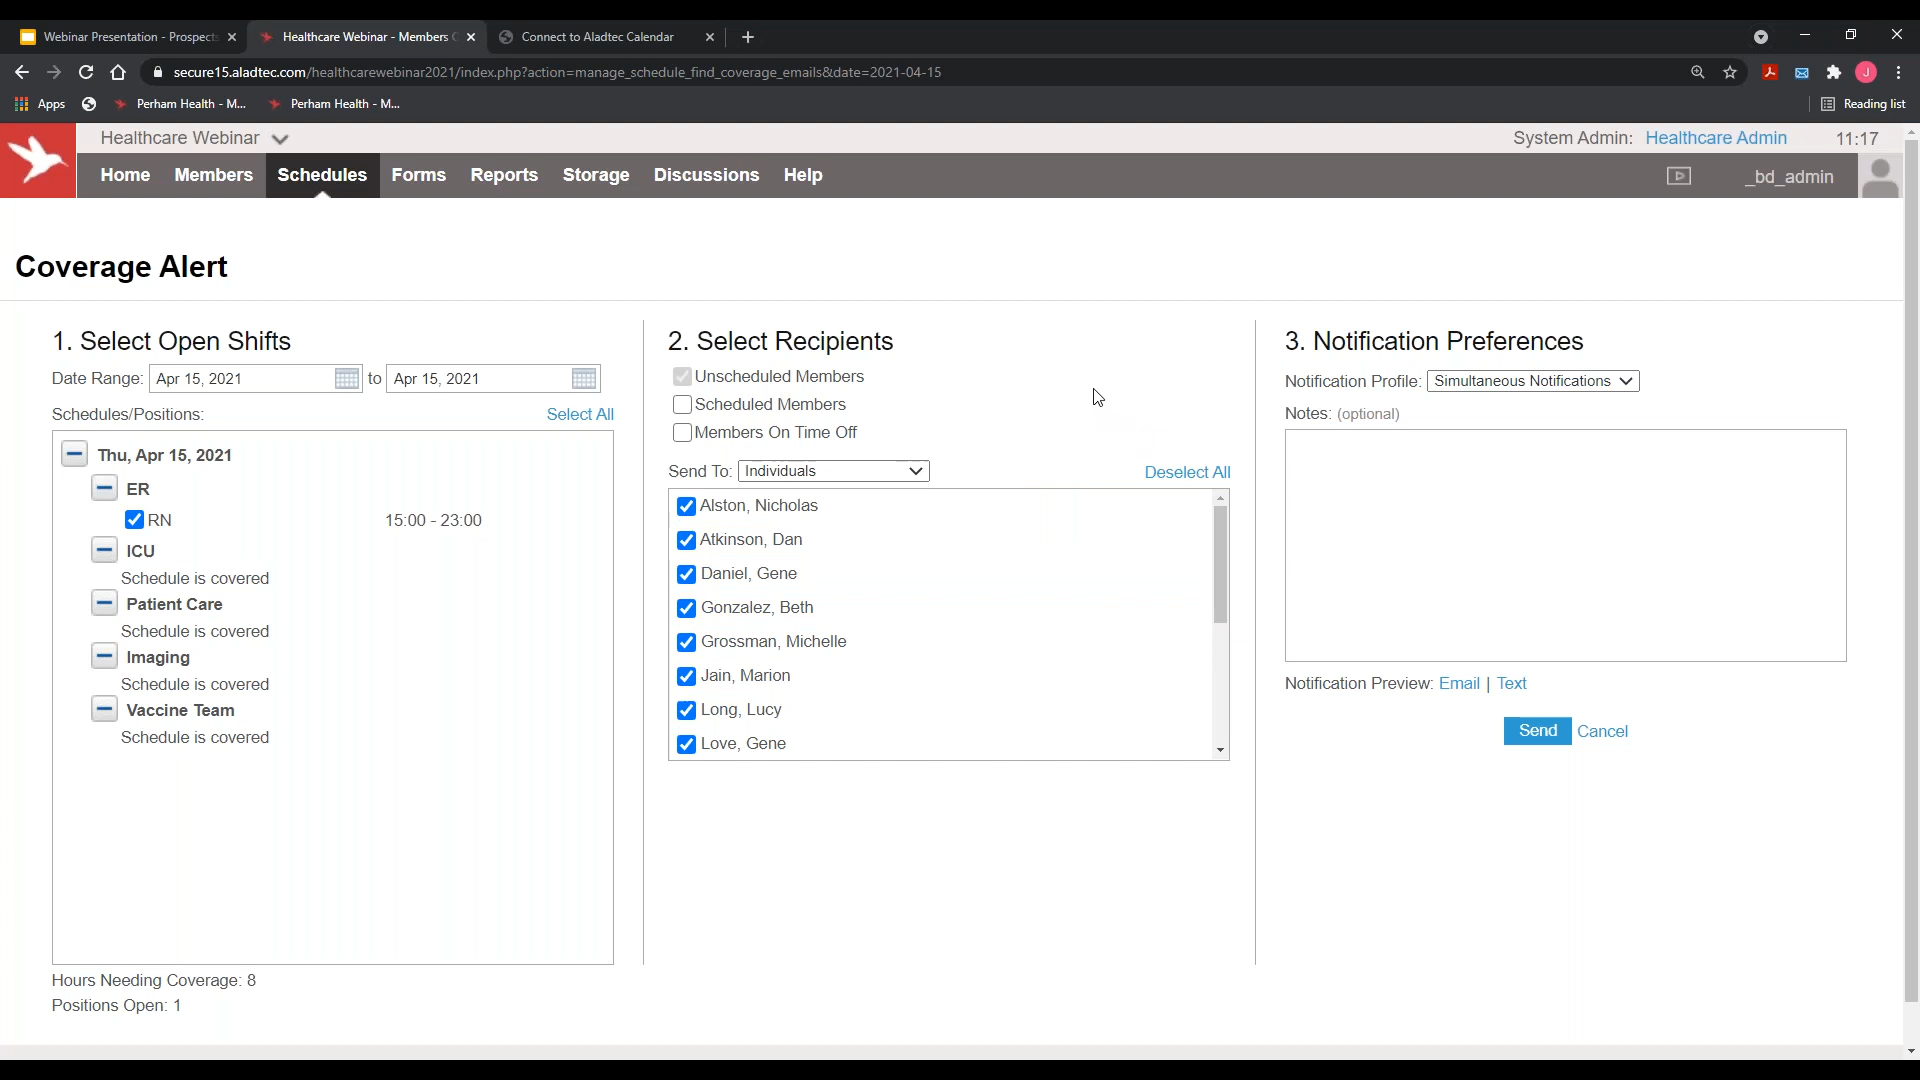 Webinar Presentation - Prospects
Healthcare Webinar - Members C
Connect to Aladtec Calendar
secure15.aladtec.com/healthcarewebinar2021/index.php?action=manage_schedule_find_coverage_emails&date=2021-04-15
J
Apps
Perham Health - M...
Perham Health - M...
Reading list
Healthcare Webinar
System Admin: Healthcare Admin 11:17
Home Members Schedules Forms Reports Storage Discussions Help
_bd_admin
Coverage Alert
1. Select Open Shifts
Date Range: Apr 15, 2021 to Apr 15, 2021
Schedules/Positions: Select All
Thu, Apr 15, 2021
ER
RN 15:00 - 23:00
ICU
Schedule is covered
Patient Care
Schedule is covered
Imaging
Schedule is covered
Vaccine Team
Schedule is covered
Hours Needing Coverage: 8
Positions Open: 1
2. Select Recipients
Unscheduled Members
Scheduled Members
Members On Time Off
Send To: Individuals Deselect All
Alston, Nicholas
Atkinson, Dan
Daniel, Gene
Gonzalez, Beth
Grossman, Michelle
Jain, Marion
Long, Lucy
Love, Gene
3. Notification Preferences
Notification Profile: Simultaneous Notifications
Notes: (optional)
Notification Preview: Email | Text
Send Cancel